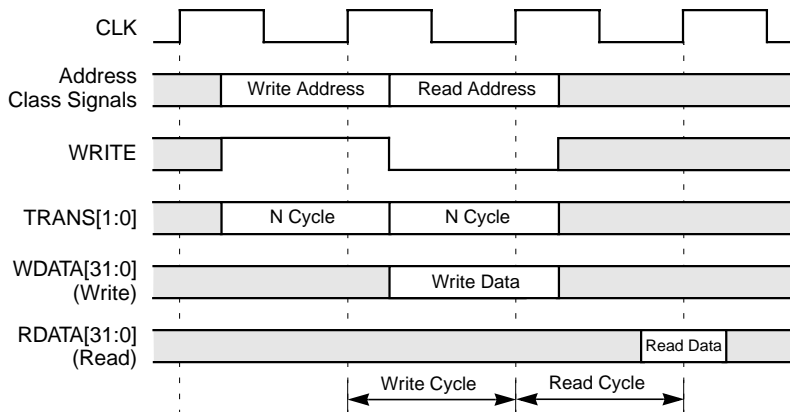 CLK
Address
Class Signals
Write Address
Read Address
WRITE
TRANS[1:0]
N Cycle
N Cycle
WDATA[31:0]
(Write)
Write Data
RDATA[31:0]
(Read)
Read Data
Write Cycle
Read Cycle